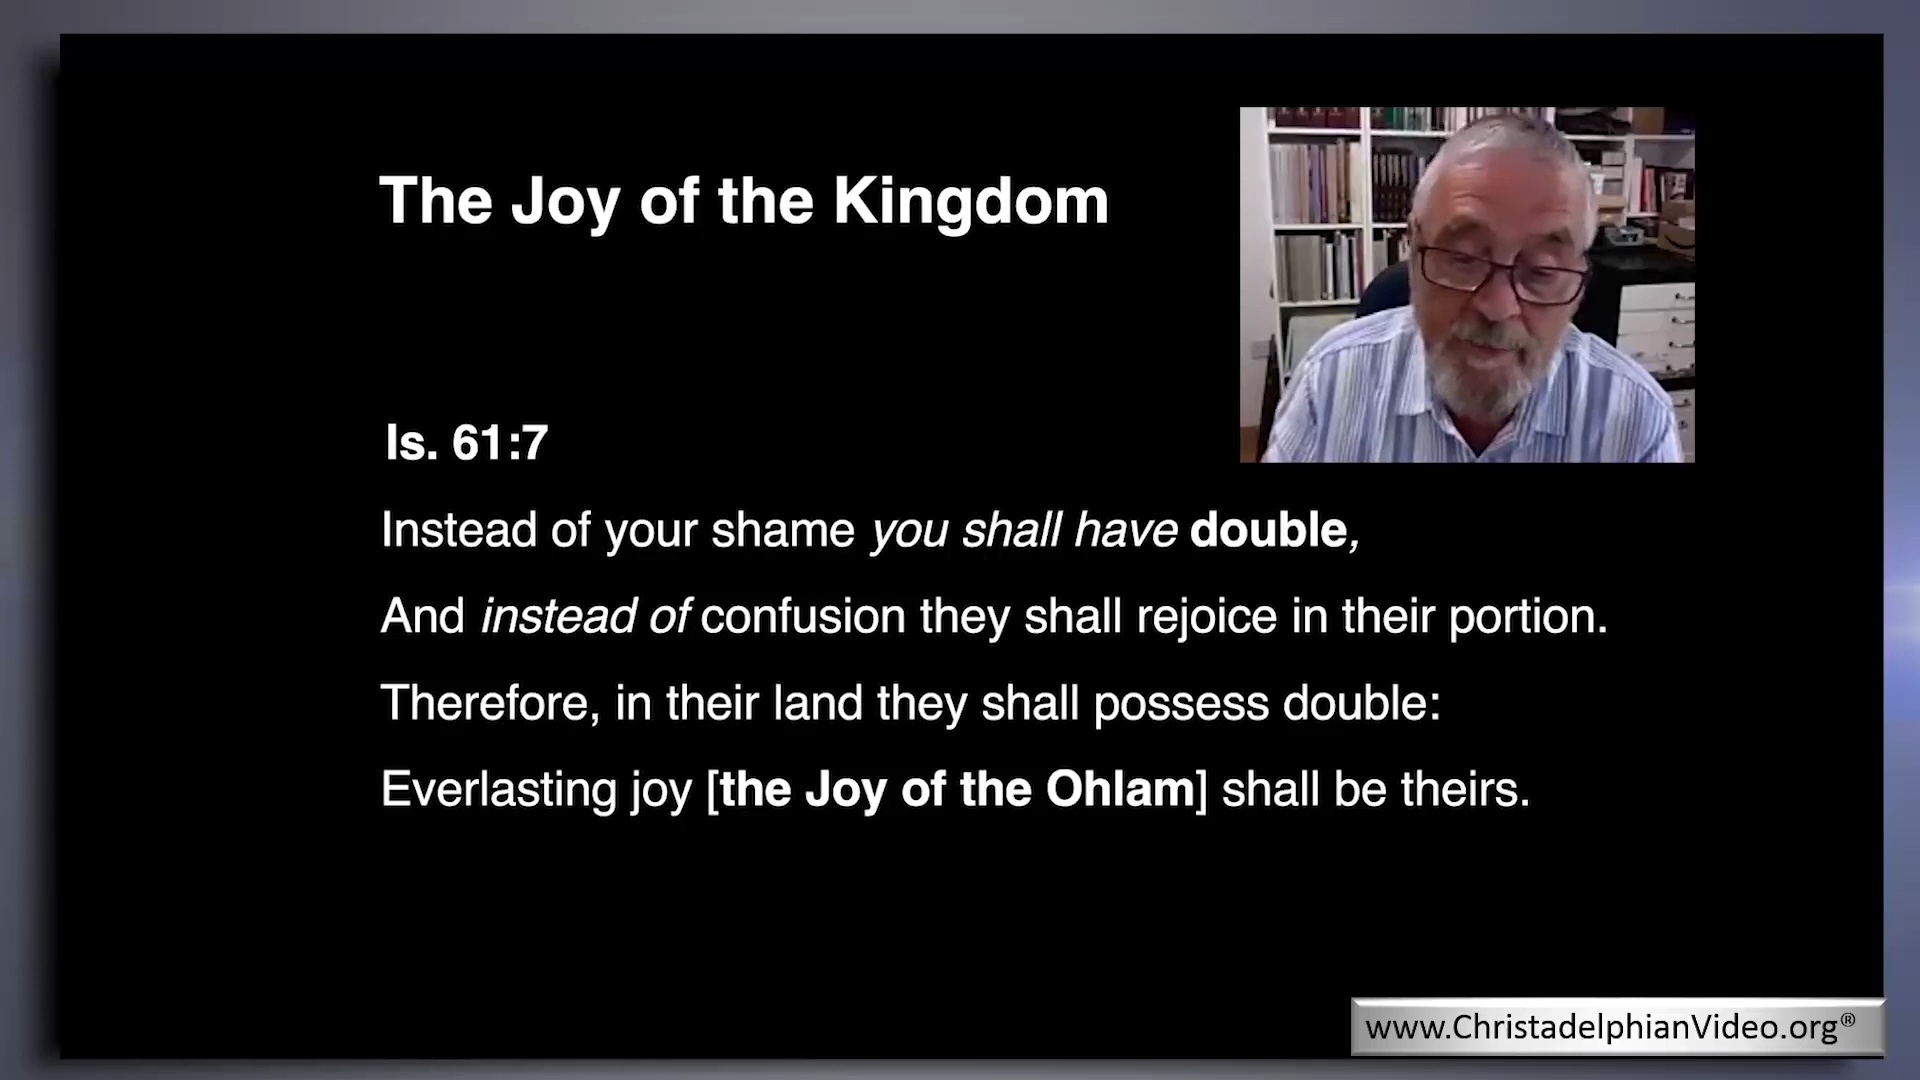 The Joy of the Kingdom
Is. 61:7
Instead of your shame you shall have double,
And instead of confusion they shall rejoice in their portion.
Therefore, in their land they shall possess double:
Everlasting joy [the Joy of the Ohlam] shall be theirs.
www.ChristadelphianVideo.org®